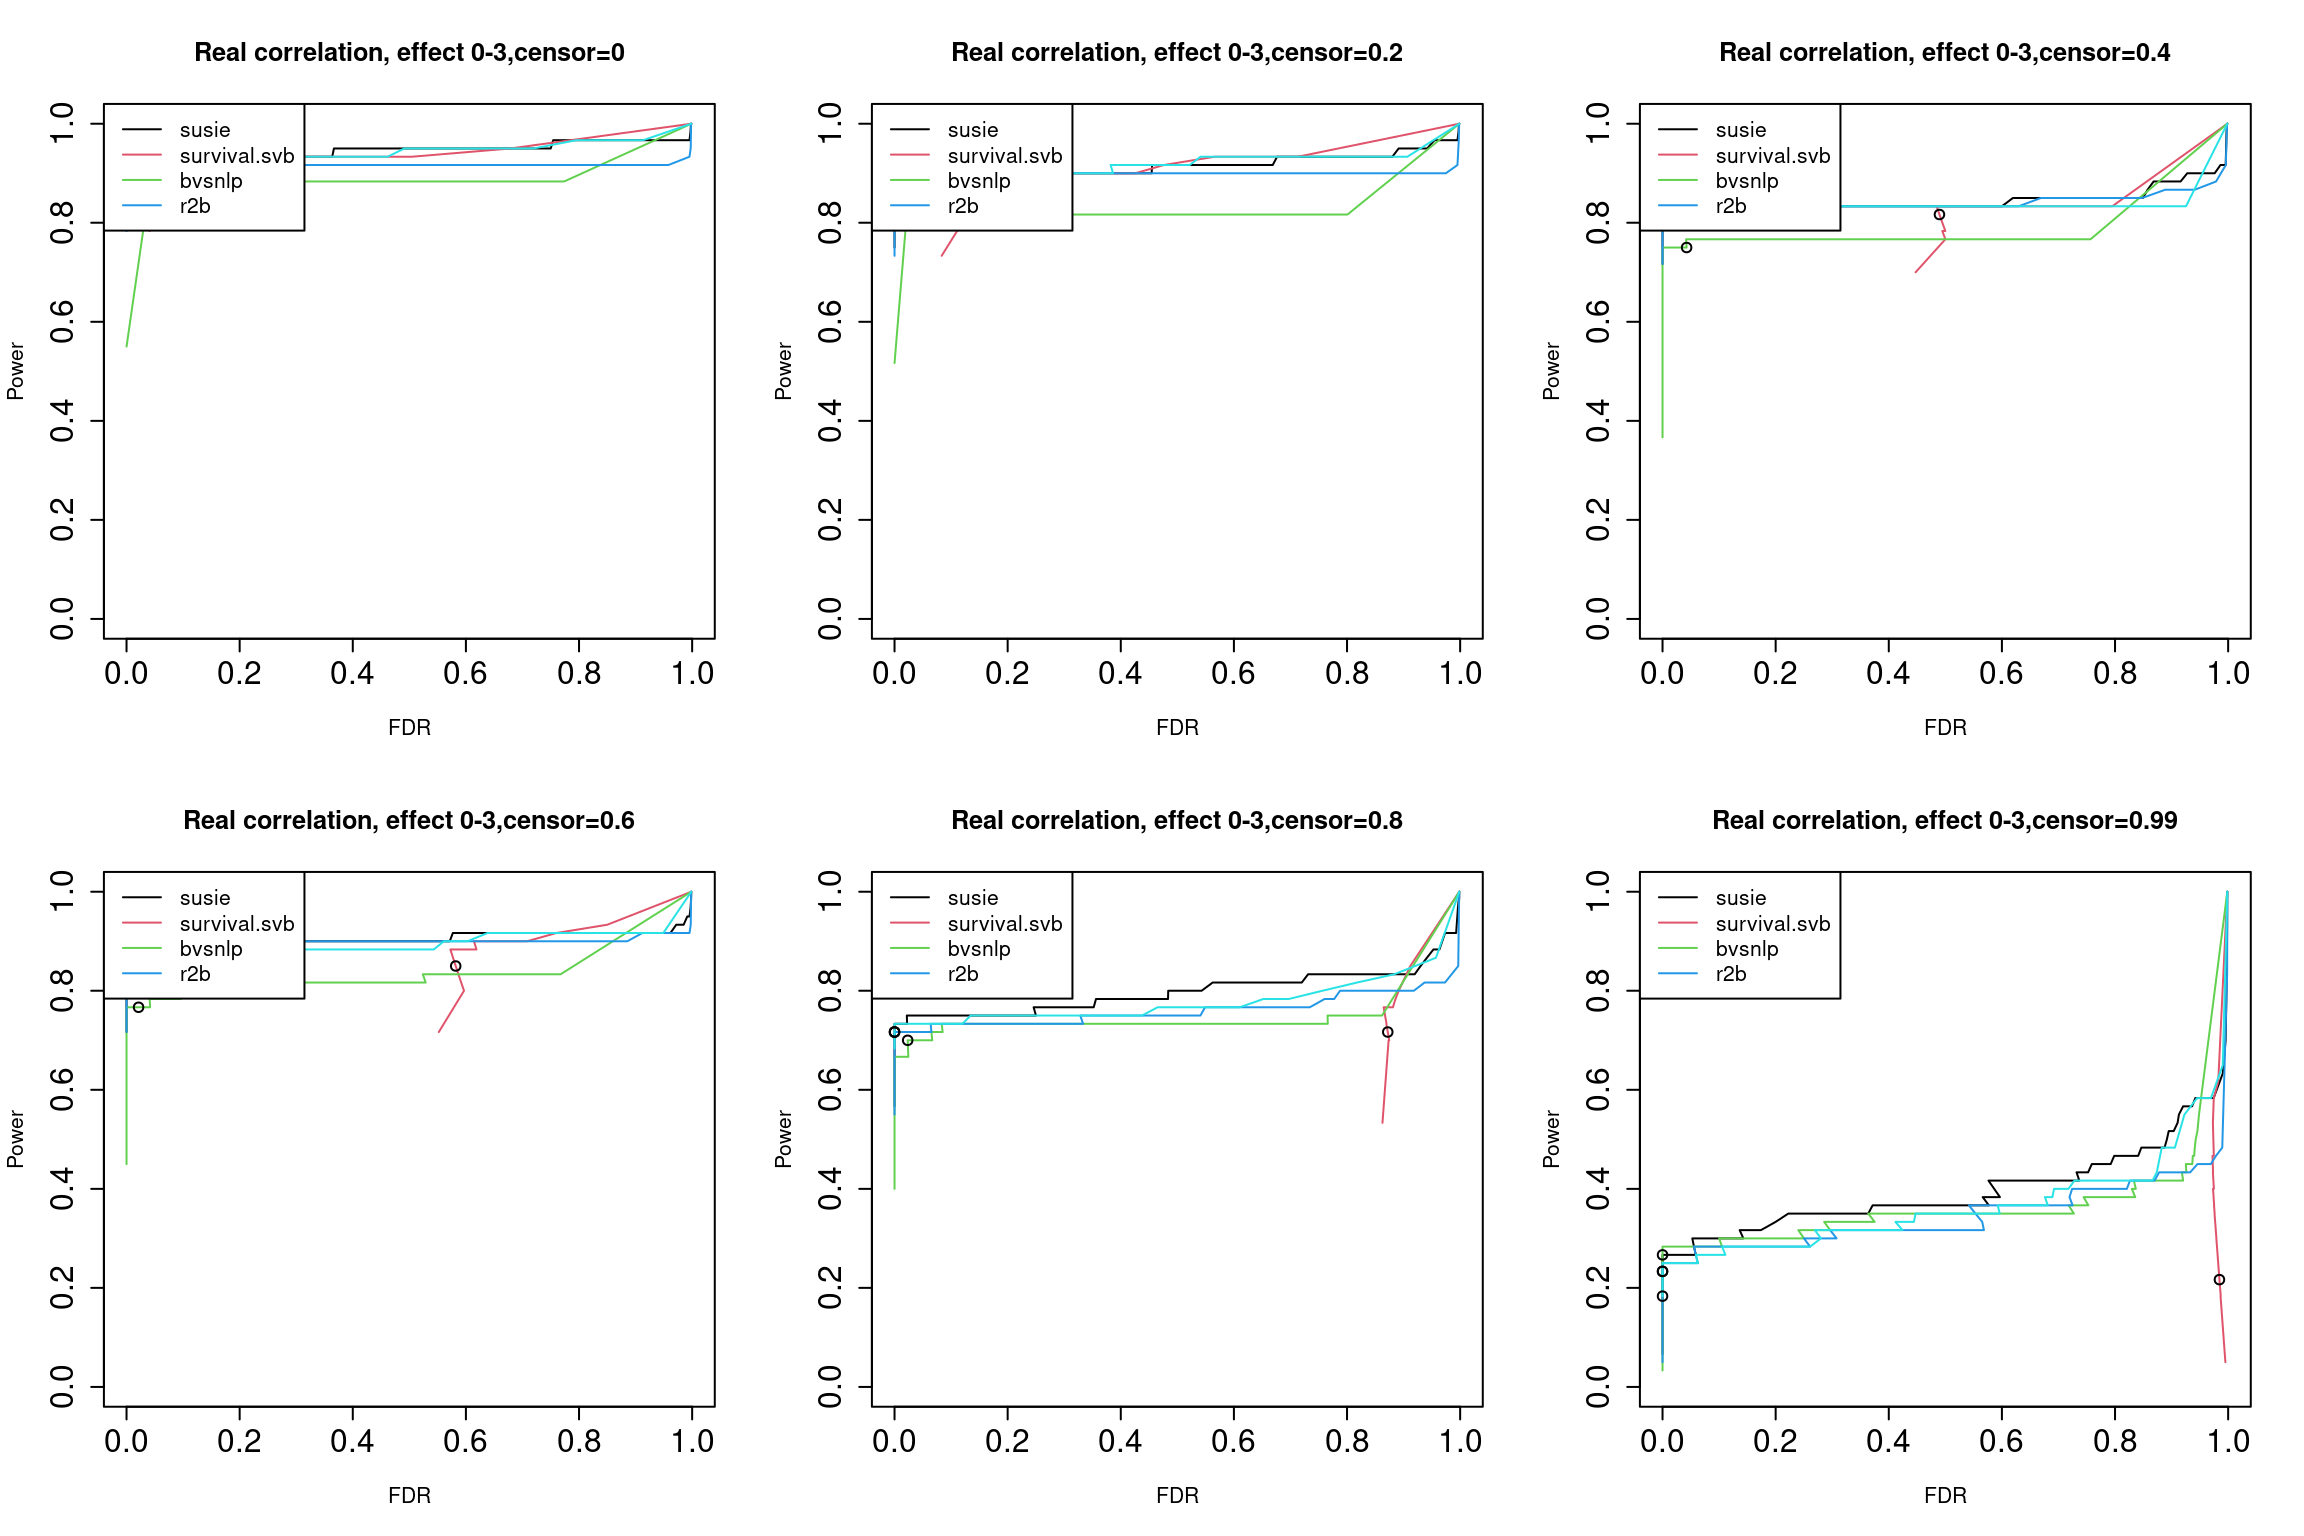 Real correlation, effect 0-3,censor=0
susie
survival.svb
bvsnlp
r2b
Power
0.0 0.2 0.4 0.6 0.8 1.0
0.0 0.2 0.4 0.6 0.8 1.0
FDR
Real correlation, effect 0-3,censor=0.2
susie
survival.svb
bvsnlp
r2b
Power
0.0 0.2 0.4 0.6 0.8 1.0
0.0 0.2 0.4 0.6 0.8 1.0
FDR
Real correlation, effect 0-3,censor=0.4
susie
survival.svb
bvsnlp
r2b
Power
0.0 0.2 0.4 0.6 0.8 1.0
0.0 0.2 0.4 0.6 0.8 1.0
FDR
Real correlation, effect 0-3,censor=0.6
susie
survival.svb
bvsnlp
r2b
Power
0.0 0.2 0.4 0.6 0.8 1.0
0.0 0.2 0.4 0.6 0.8 1.0
FDR
Real correlation, effect 0-3,censor=0.8
susie
survival.svb
bvsnlp
r2b
Power
0.0 0.2 0.4 0.6 0.8 1.0
0.0 0.2 0.4 0.6 0.8 1.0
FDR
Real correlation, effect 0-3,censor=0.99
susie
survival.svb
bvsnlp
r2b
Power
0.0 0.2 0.4 0.6 0.8 1.0
0.0 0.2 0.4 0.6 0.8 1.0
FDR